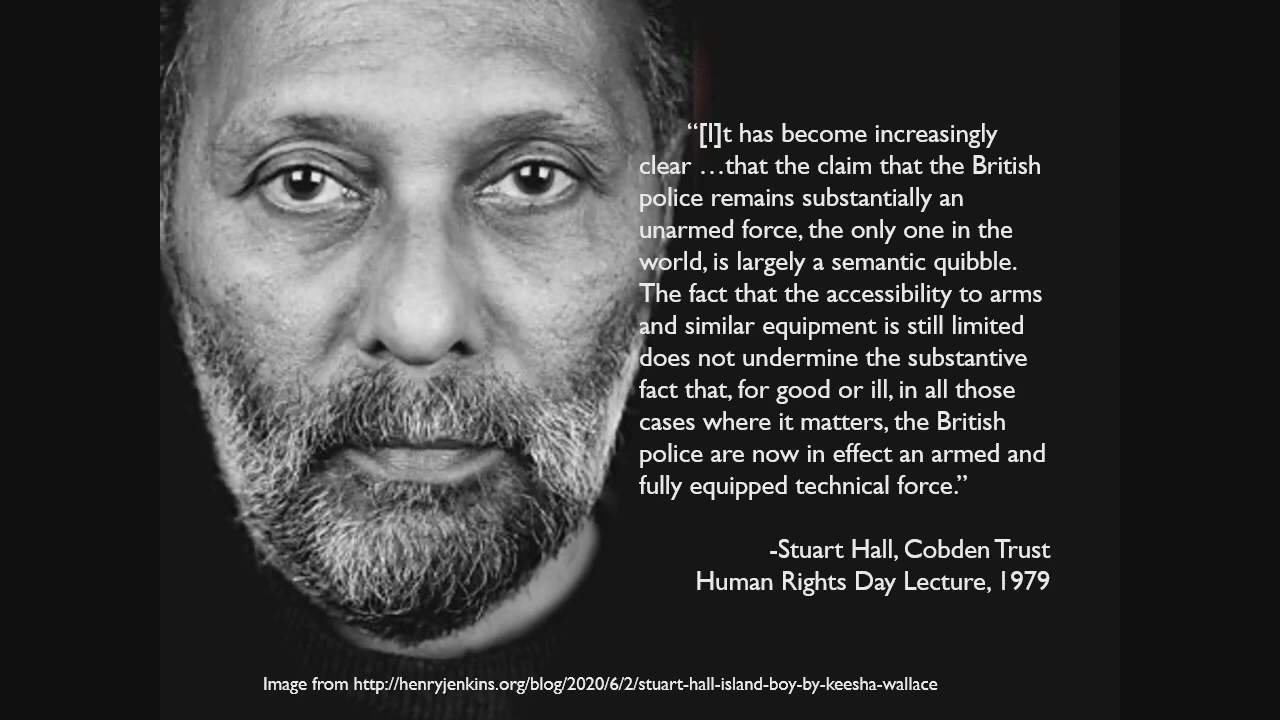 “[I]t has become increasingly
clear …that the claim that the British
police remains substantially an
unarmed force, the only one in the
world, is largely a semantic quibble.
The fact that the accessibility to arms
and similar equipment is still limited
does not undermine the substantive
fact that, for good or ill, in all those
cases where it matters, the British
police are now in effect an armed and
fully equipped technical force.”
-Stuart Hall, Cobden Trust
Human Rights Day Lecture, 1979
Image from http://henryjenkins.org/blog/2020/6/2/stuart-hall-island-boy-by-keesha-wallace